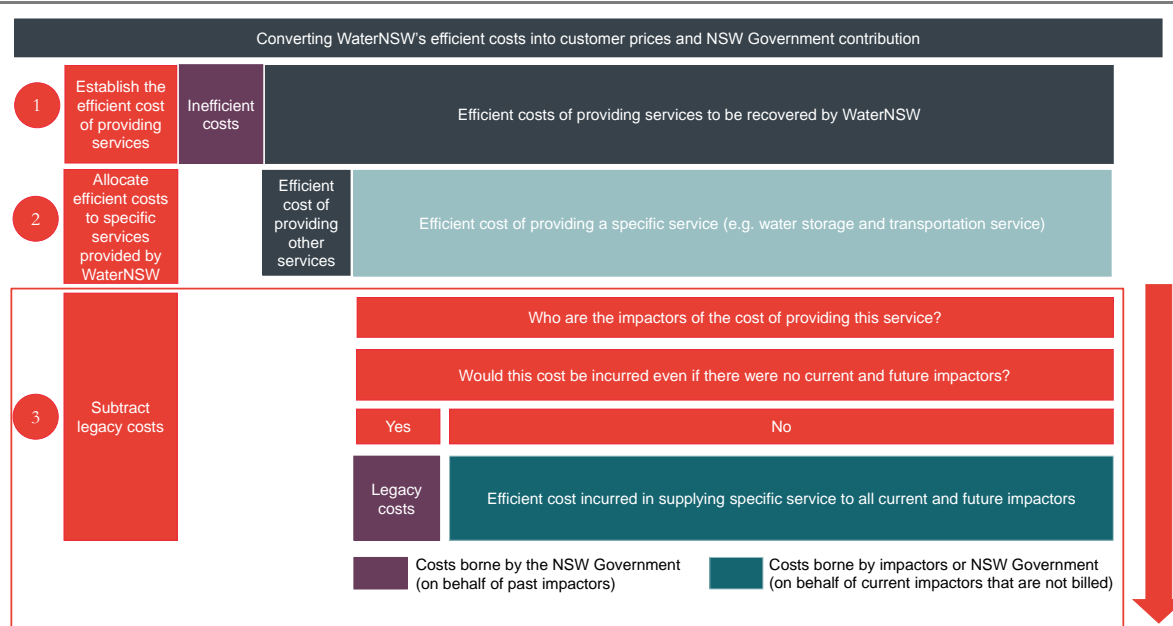 Converting WaterNSW's efficient costs into customer prices and NSW Government contribution
1
Establish the
efficient cost
of providing
services
Inefficient
costs
Efficient costs of providing services to be recovered by WaterNSW
2
Allocate
efficient costs
to specific
services
provided by
WaterNSW
Efficient
cost of
providing
other
services
Efficient cost of providing a specific service (e.g. water storage and transportation service)
3
Subtract
legacy costs
Who are the impactors of the cost of providing this service?
Would this cost be incurred even if there were no current and future impactors?
Yes
No
Legacy
costs
Efficient cost incurred in supplying specific service to all current and future impactors
Costs borne by the NSW Government
(on behalf of past impactors)
Costs borne by impactors or NSW Government
(on behalf of current impactors that are not billed)